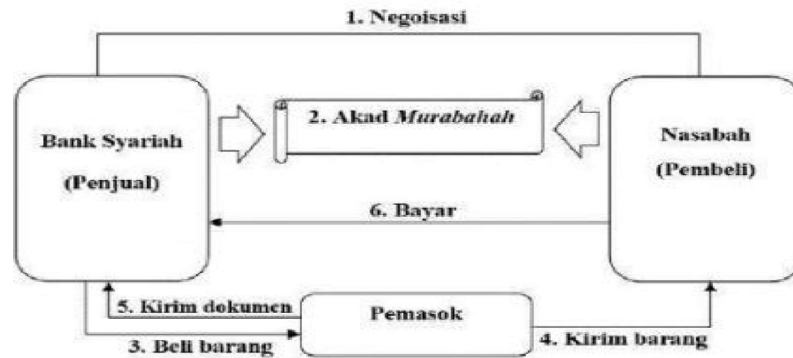 1. Negoisasi
Bank Syariah
(Penjual)
2. Akad Murabahah
Nasabah
(Pembeli)
6. Bayar
5. Kirim dokumen
3. Beli barang
Pemasok
4. Kirim barang